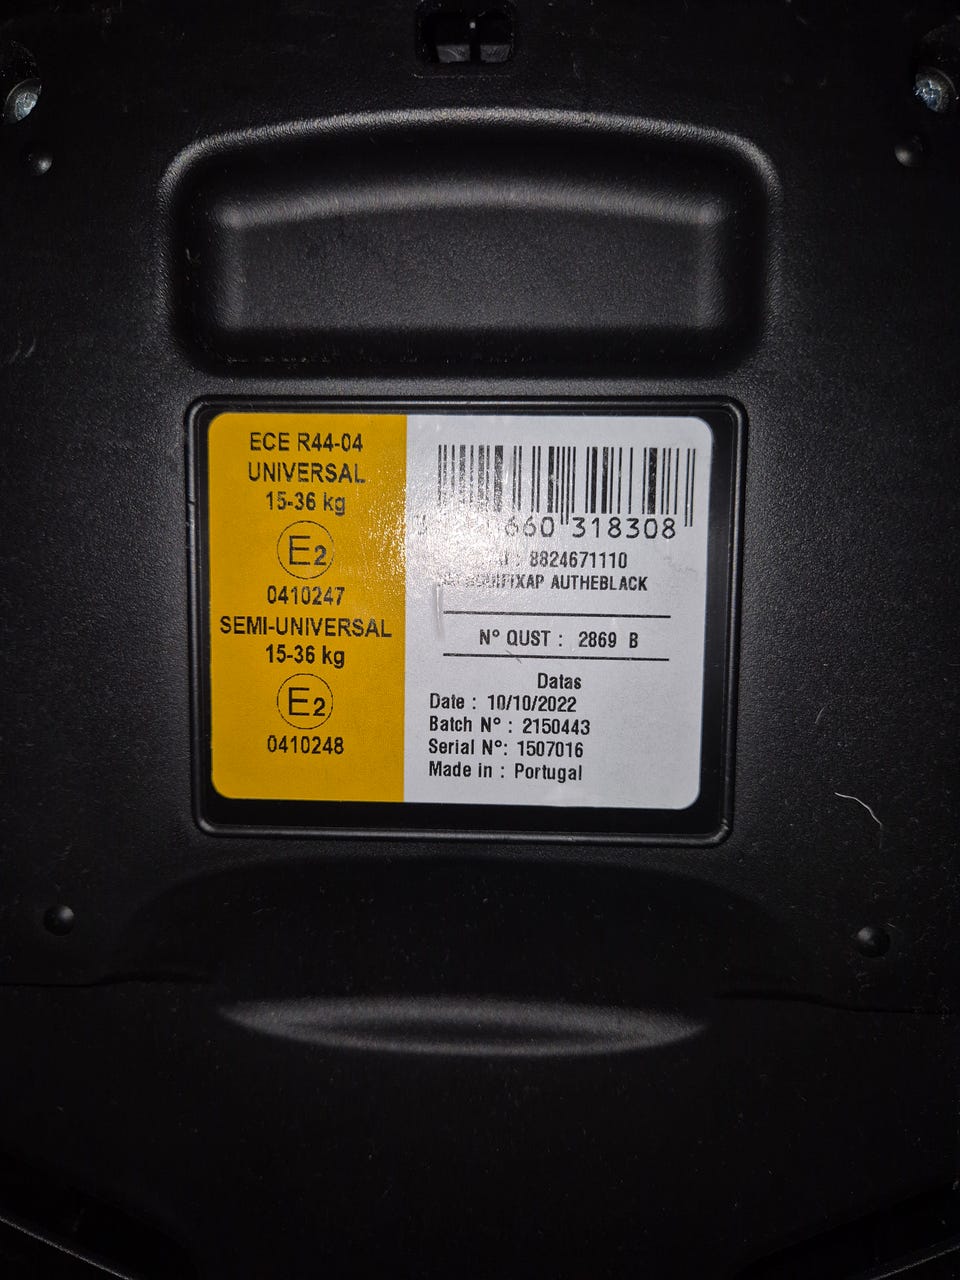 ECE R44-04
UNIVERSAL
15-36 kg
E2
0410247
SEMI-UNIVERSAL
15-36 kg
E2
0410248
660 318308
: 8824671110
AUTHEBLACK
N° QUST : 2869 B
Datas
Date : 10/10/2022
Batch N° : 2150443
Serial N°: 1507016
Made in : Portugal